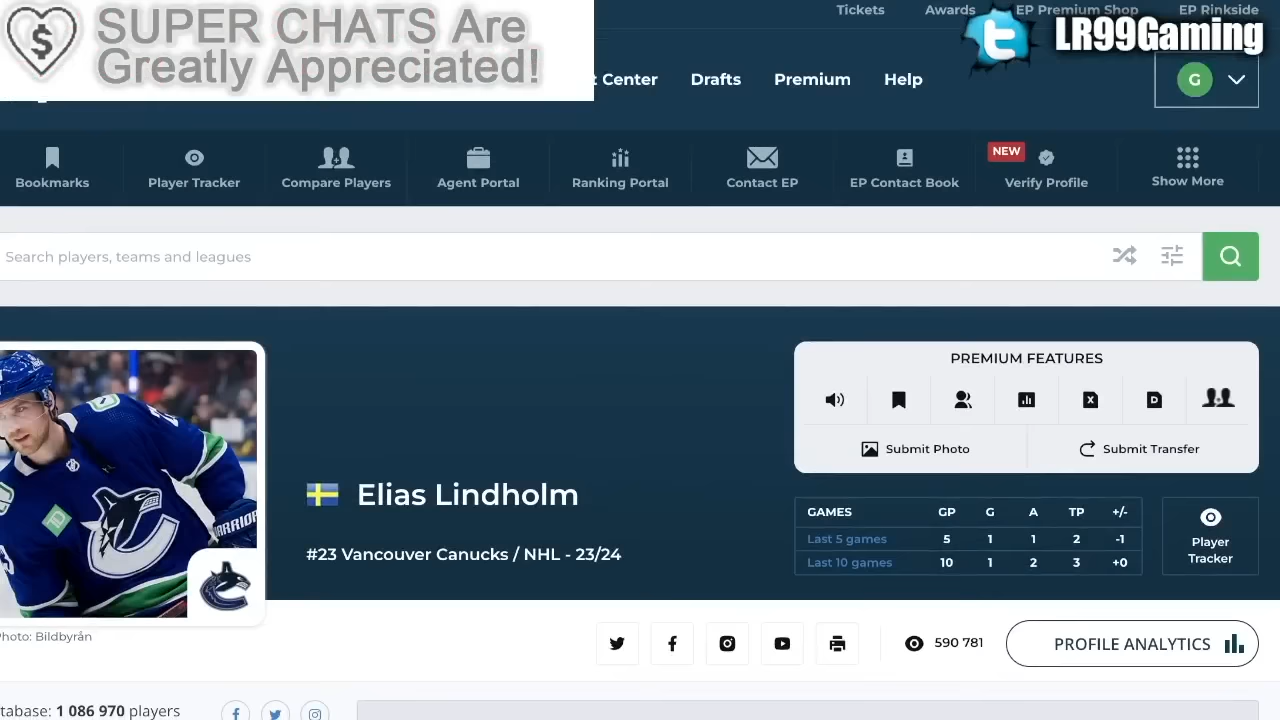 SUPER CHATS Are
Greatly Appreciated!
Tickets
Awards
EP Premium Shop
EP Rinkside
LR99Gaming
Center
Drafts
Premium
Help
G
Bookmarks
Player Tracker
Compare Players
Agent Portal
Ranking Portal
Contact EP
EP Contact Book
NEW
Verify Profile
Show More
Search players, teams and leagues
PREMIUM FEATURES
Submit Photo
Submit Transfer
Elias Lindholm
#23 Vancouver Canucks / NHL - 23/24
GAMES GP G A TP +/-
Last 5 games 5 1 1 2 -1
Last 10 games 10 1 2 3 +0
Player
Tracker
Photo: Bildbyrån
590 781
PROFILE ANALYTICS
tabase: 1 086 970 players